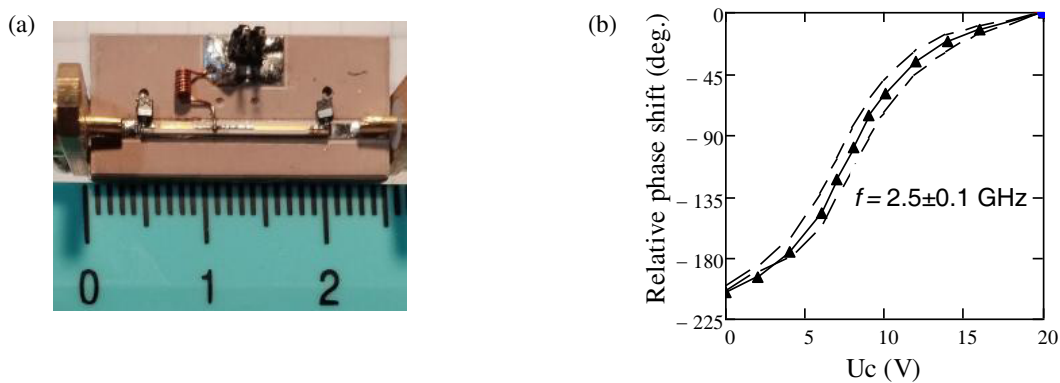 (a)
0 1 2
(b)
Relative phase shift (deg.)
0
– 45
– 90
– 135
– 180
– 225
f = 2.5±0.1 GHz
0 5 10 15 20
Uc (V)